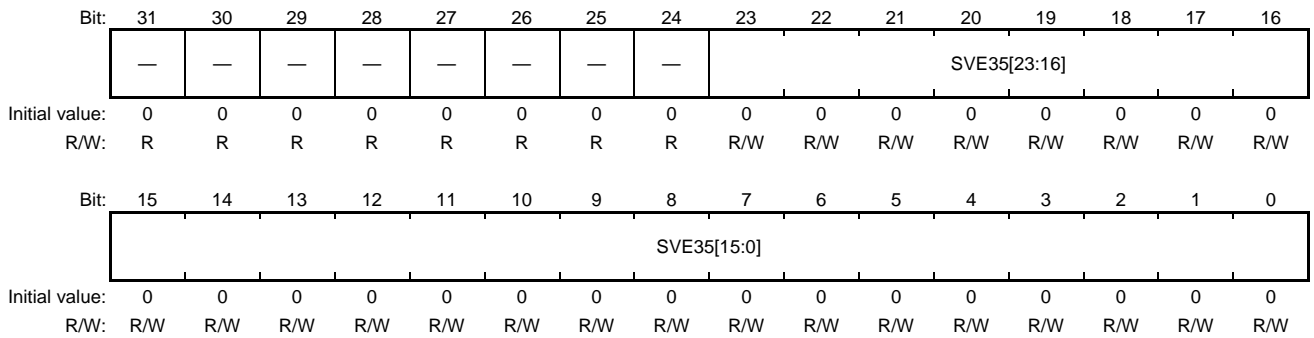 Bit: 31 30 29 28 27 26 25 24 23 22 21 20 19 18 17 16
— — — — — — — — SVE35[23:16]
Initial value: 0 0 0 0 0 0 0 0 0 0 0 0 0 0 0 0
R/W: R R R R R R R R R/W R/W R/W R/W R/W R/W R/W R/W
Bit: 15 14 13 12 11 10 9 8 7 6 5 4 3 2 1 0
SVE35[15:0]
Initial value: 0 0 0 0 0 0 0 0 0 0 0 0 0 0 0 0
R/W: R/W R/W R/W R/W R/W R/W R/W R/W R/W R/W R/W R/W R/W R/W R/W R/W